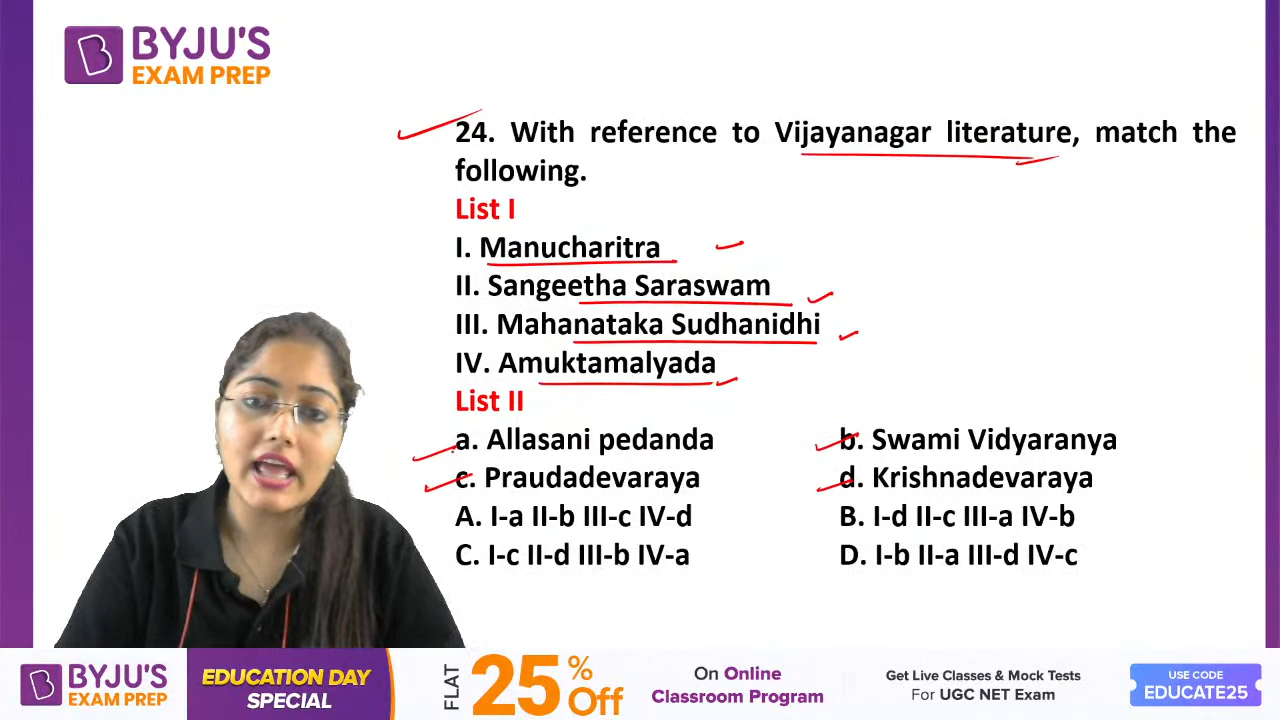 BYJU'S
EXAM PREP
24. With reference to Vijayanagar literature, match the
following.
List I
I. Manucharitra
II. Sangeetha Saraswam
III. Mahanataka Sudhanidhi
IV. Amuktamalyada
List II
a. Allasani pedanda b. Swami Vidyaranya
c. Praudadevaraya d. Krishnadevaraya
A. I-a II-b III-c IV-d B. I-d II-c III-a IV-b
C. I-c II-d III-b IV-a D. I-b II-a III-d IV-c
BYJU'S
EXAM PREP
EDUCATION DAY
SPECIAL
FLAT
25% Off
On Online
Classroom Program
Get Live Classes & Mock Tests
For UGC NET Exam
USE CODE
EDUCATE25